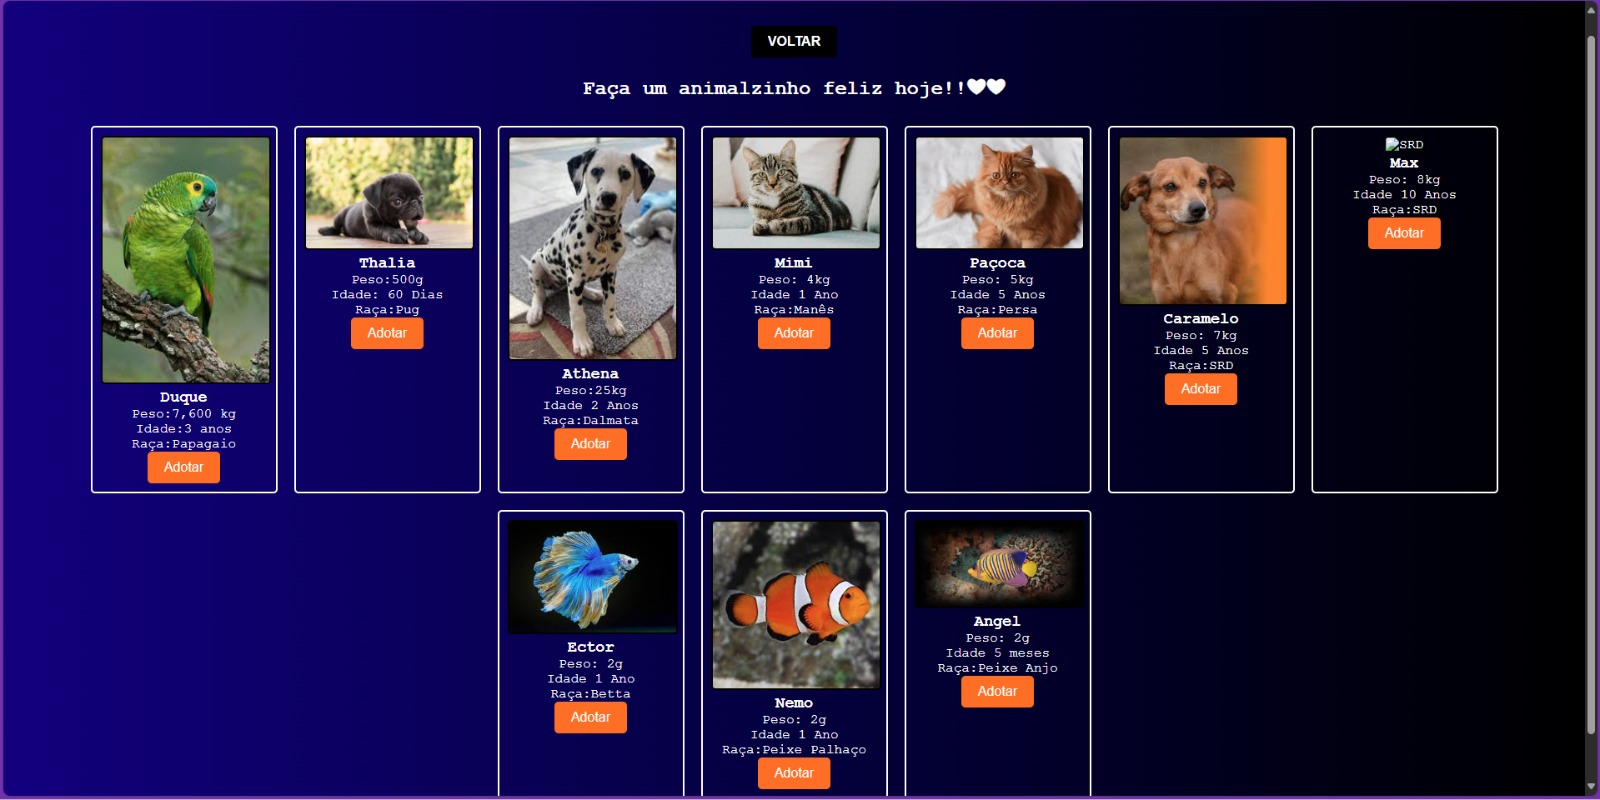 VOLTAR
Faça um animalzinho feliz hoje!!🤍🤍
Duque
Peso:7,600 kg
Idade:3 anos
Raça:Papagaio
Adotar
Thalia
Peso:500g
Idade: 60 Dias
Raça:Pug
Adotar
Athena
Peso:25kg
Idade 2 Anos
Raça:Dalmata
Adotar
Mimi
Peso: 4kg
Idade 1 Ano
Raça:Manês
Adotar
Paçoca
Peso: 5kg
Idade 5 Anos
Raça:Persa
Adotar
Caramelo
Peso: 7kg
Idade 5 Anos
Raça:SRD
Adotar
SRD
Max
Peso: 8kg
Idade 10 Anos
Raça:SRD
Adotar
Ector
Peso: 2g
Idade 1 Ano
Raça:Betta
Adotar
Nemo
Peso: 2g
Idade 1 Ano
Raça:Peixe Palhaço
Adotar
Angel
Peso: 2g
Idade 5 meses
Raça:Peixe Anjo
Adotar